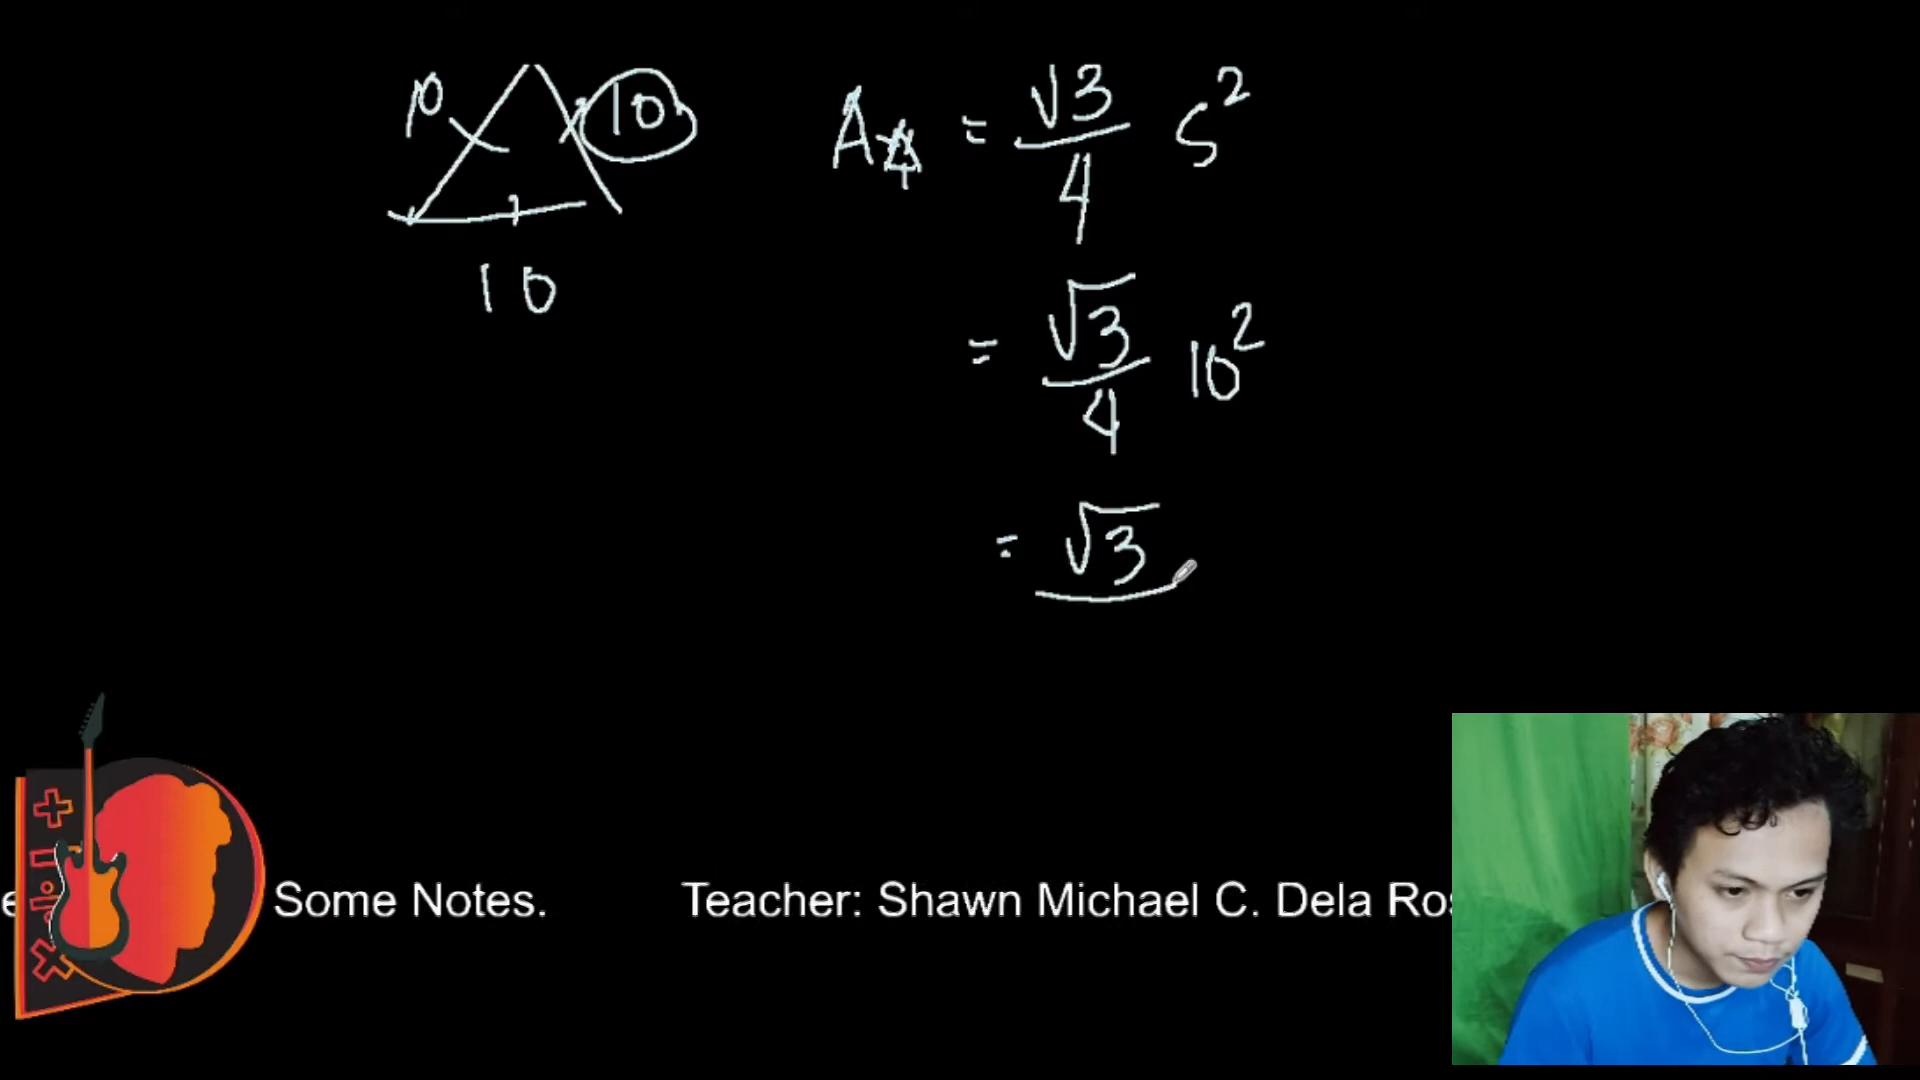 10
10
10
A△ = √3/4 S²
= √3/4 10²
= √3
Some Notes. Teacher: Shawn Michael C. Dela Ros